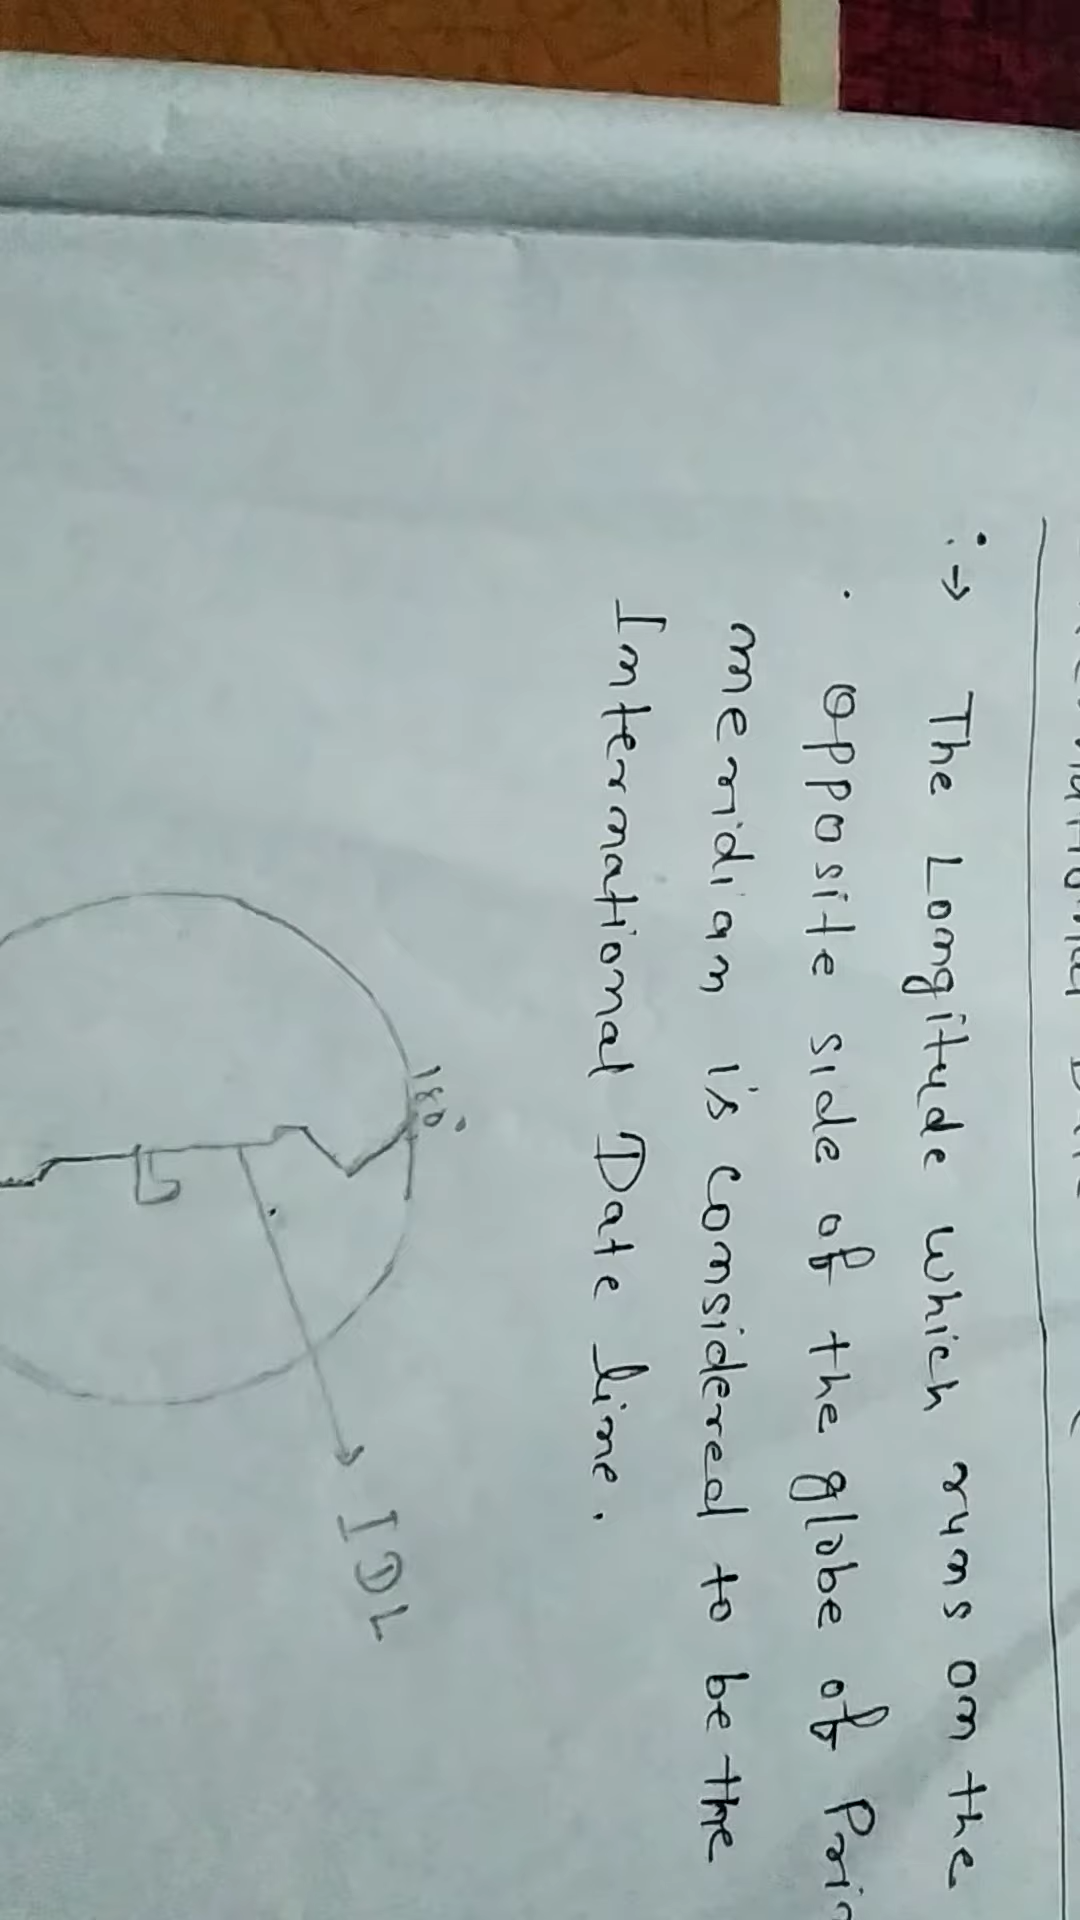 :→ The Longitude which runs on the
opposite side of the globe of
meridian is considered to be the
International Date line.
180°
IDL